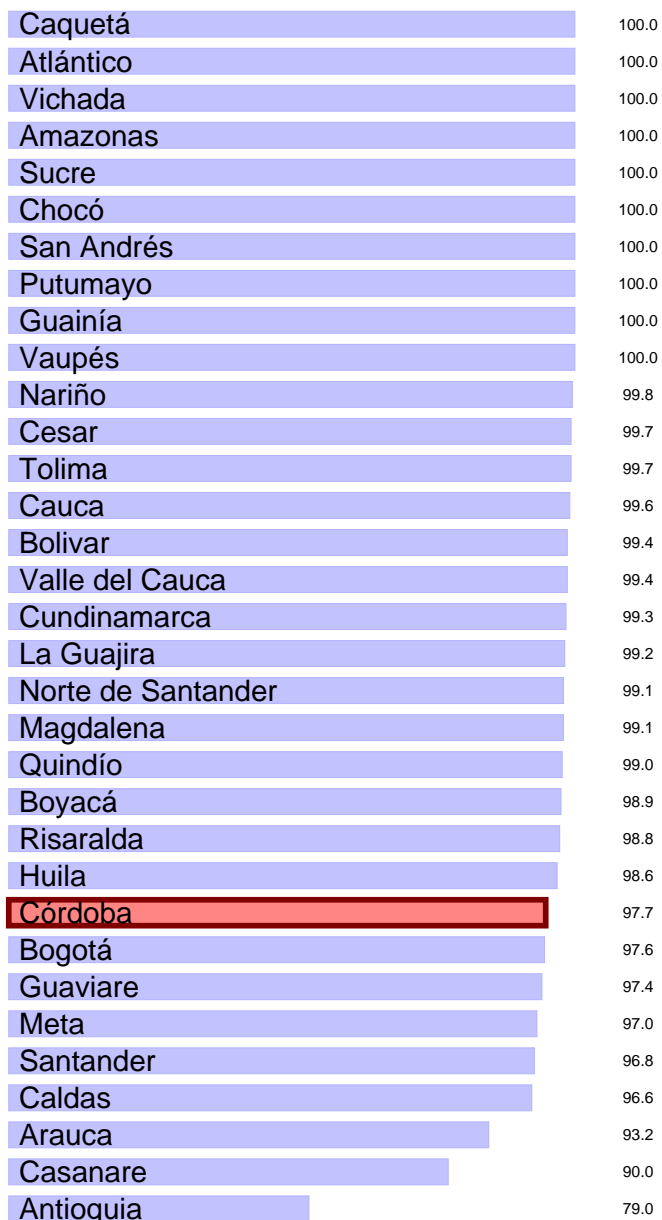 Caquetá 100.0
Atlántico 100.0
Vichada 100.0
Amazonas 100.0
Sucre 100.0
Chocó 100.0
San Andrés 100.0
Putumayo 100.0
Guainía 100.0
Vaupés 100.0
Nariño 99.8
Cesar 99.7
Tolima 99.7
Cauca 99.6
Bolivar 99.4
Valle del Cauca 99.4
Cundinamarca 99.3
La Guajira 99.2
Norte de Santander 99.1
Magdalena 99.1
Quindío 99.0
Boyacá 98.9
Risaralda 98.8
Huila 98.6
Córdoba 97.7
Bogotá 97.6
Guaviare 97.4
Meta 97.0
Santander 96.8
Caldas 96.6
Arauca 93.2
Casanare 90.0
Antioquia 79.0